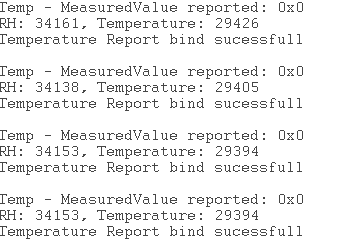 Temp - MeasuredValue reported: 0x0
RH: 34161, Temperature: 29426
Temperature Report bind sucessfull
Temp - MeasuredValue reported: 0x0
RH: 34138, Temperature: 29405
Temperature Report bind sucessfull
Temp - MeasuredValue reported: 0x0
RH: 34153, Temperature: 29394
Temperature Report bind sucessfull
Temp - MeasuredValue reported: 0x0
RH: 34153, Temperature: 29394
Temperature Report bind sucessfull